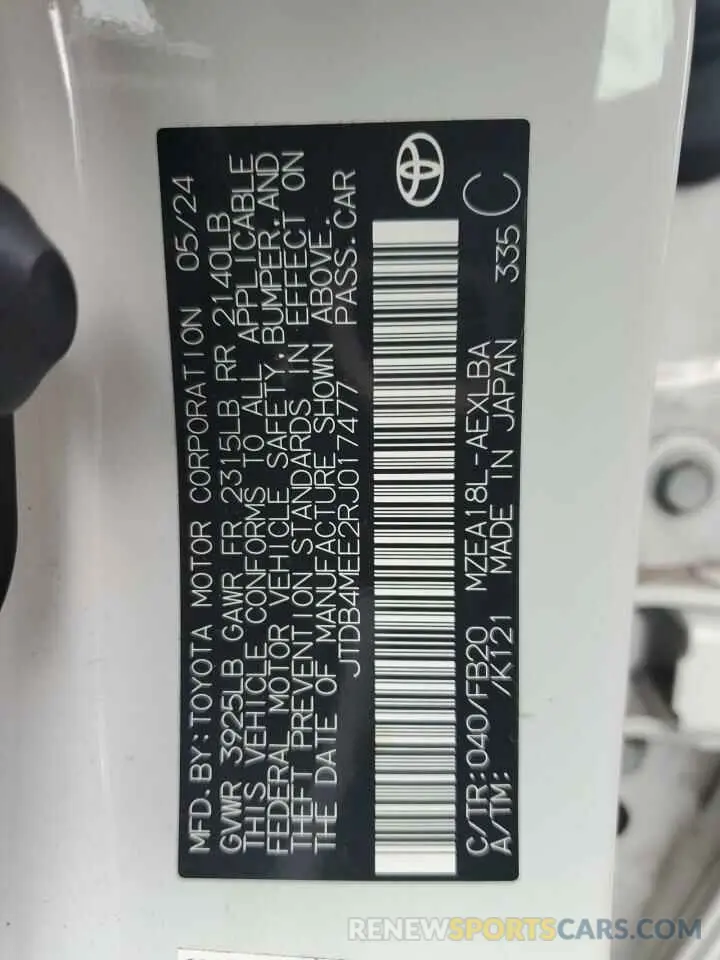 MFD.BY:TOYOTA MOTOR CORPORATION 05/24
GVWR 3925LB GAWR FR 2315LB RR 2140LB
THIS VEHICLE CONFORMS TO ALL APPLICABLE
FEDERAL MOTOR VEHICLE SAFETY,BUMPER,AND
THEFT PREVENTION STANDARDS IN EFFECT ON
THE DATE OF MANUFACTURE SHOWN ABOVE.
JTDB4MEE2RJ017477 PASS.CAR
C/TR:040/FB20 MZEA18L-AEXLBA 335 C
A/TM: /K121 MADE IN JAPAN
RENEWSPORTSCARS.COM